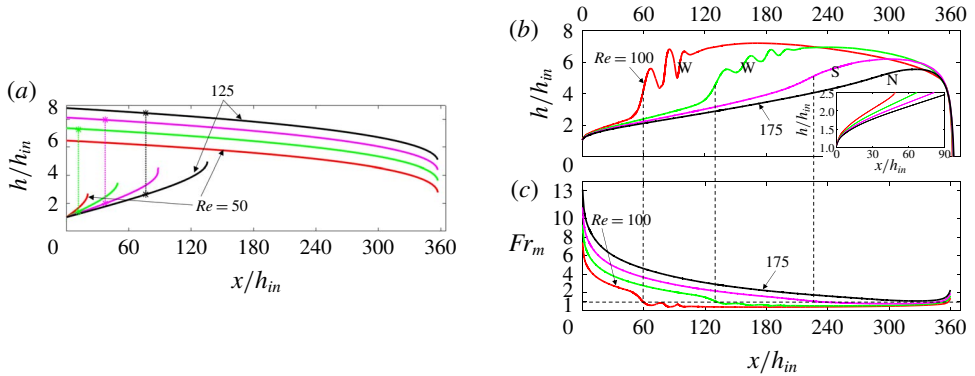 (a)
h/h_in
8
6
4
2
0
125
Re = 50
0 60 120 180 240 300 360
x/h_in
(b)
0 60 120 180 240 300 360
h/h_in
8
6
4
2
0
Re = 100
W W S N
175
h/h_in
2.5
2.0
1.5
1.0
0 30 60 90
x/h_in
(c)
Fr_m
13
10
8
6
4
2
1
Re = 100
175
0 60 120 180 240 300 360
x/h_in